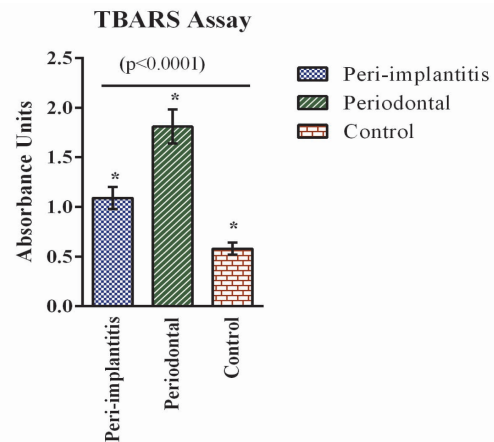 TBARS Assay
2.5
2.0
1.5
1.0
0.5
0.0
Absorbance Units
(p<0.0001)
*
*
*
Peri-implantitis
Periodontal
Control
Peri-implantitis
Periodontal
Control